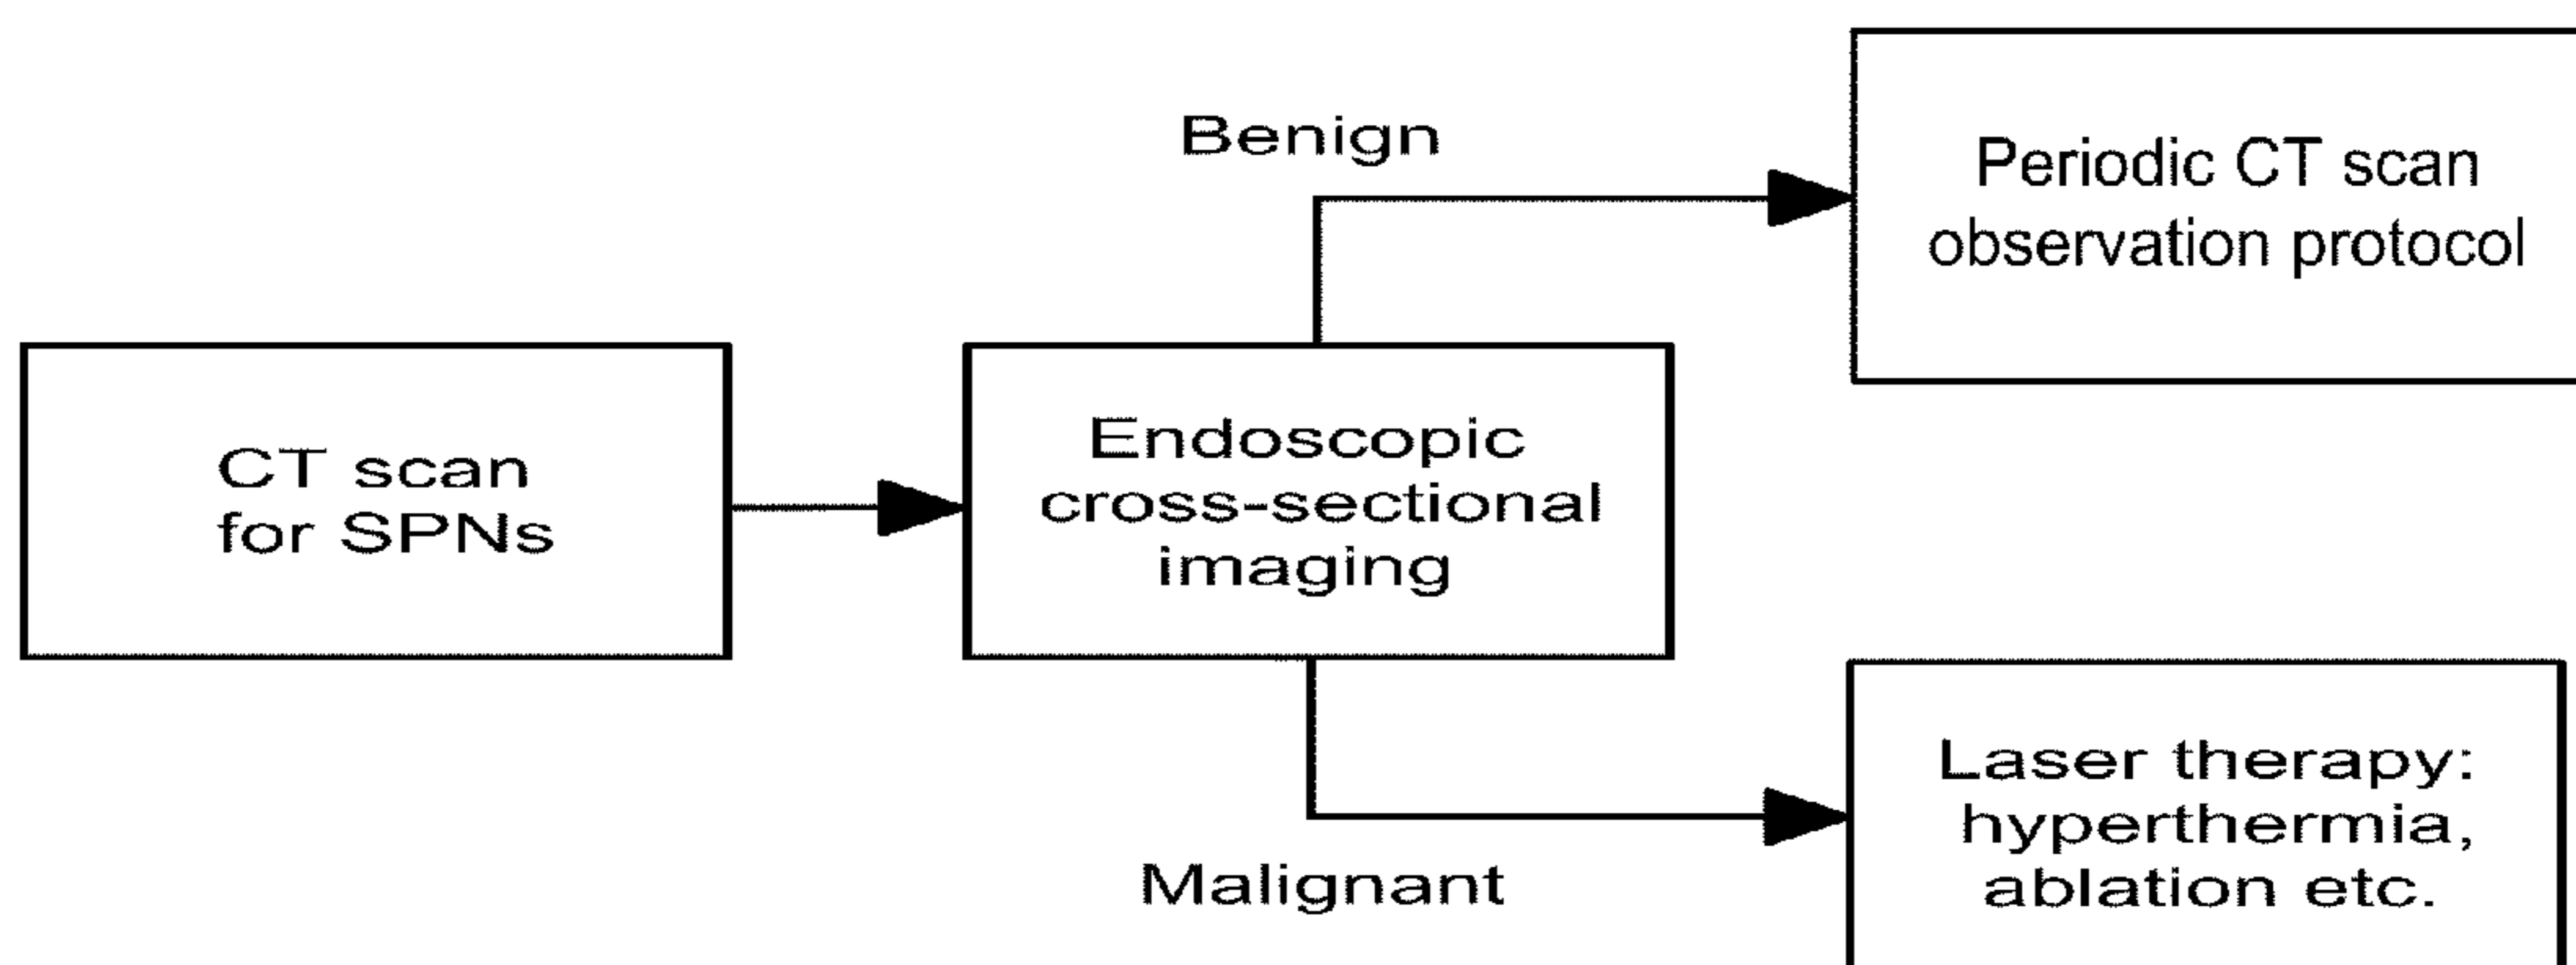 CT scan
for SPNs
Endoscopic
cross-sectional
imaging
Benign
Periodic CT scan
observation protocol
Malignant
Laser therapy:
hyperthermia,
ablation etc.